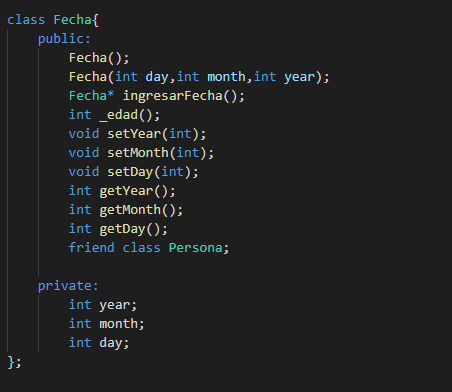 class Fecha{
public:
Fecha();
Fecha(int day,int month,int year);
Fecha* ingresarFecha();
int _edad();
void setYear(int);
void setMonth(int);
void setDay(int);
int getYear();
int getMonth();
int getDay();
friend class Persona;
private:
int year;
int month;
int day;
};